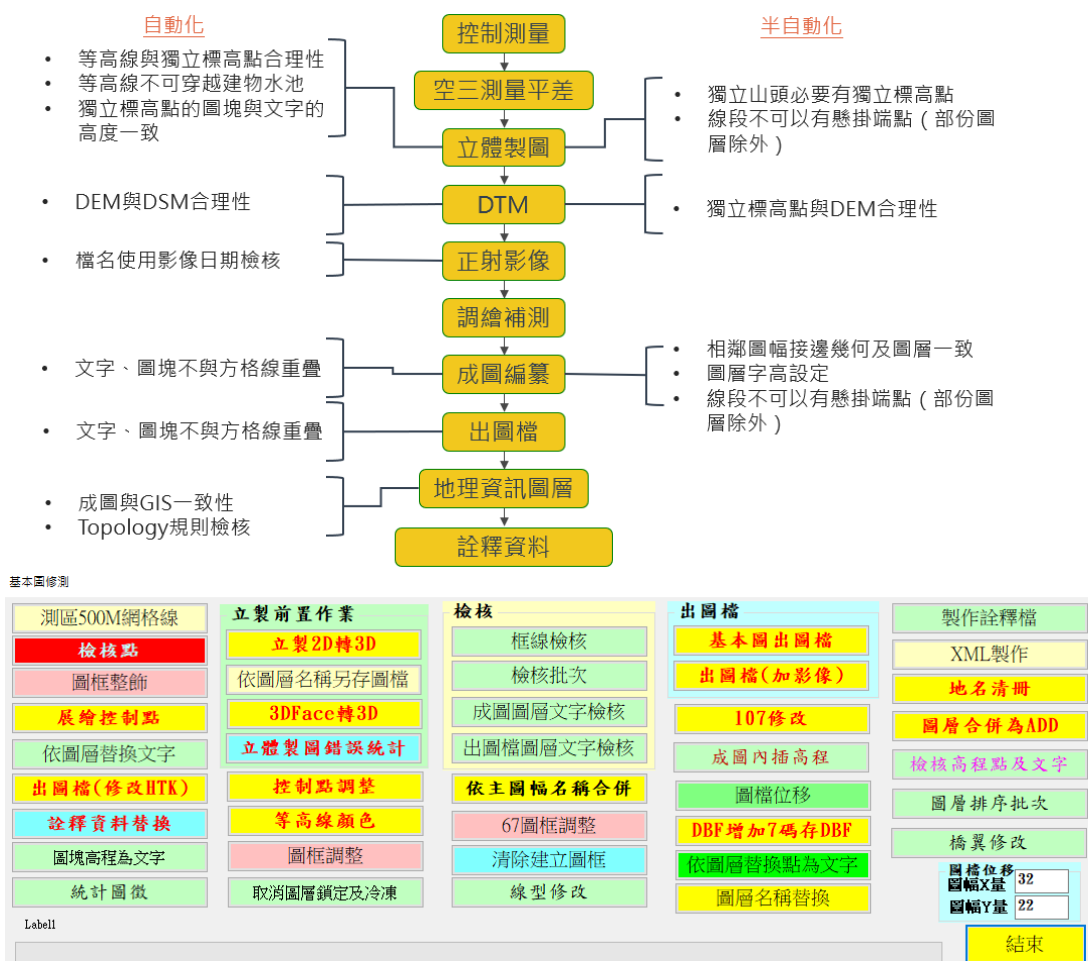 自動化
控制測量
半自動化
• 等高線與獨立標高點合理性
• 等高線不可穿越建物水池
• 獨立標高點的圖塊與文字的
高度一致
空三測量平差
• 獨立山頭必要有獨立標高點
• 線段不可以有懸掛端點（部份圖
層除外）
立體製圖
• DEM與DSM合理性
DTM
• 獨立標高點與DEM合理性
• 檔名使用影像日期檢核
正射影像
調繪補測
• 文字、圖塊不與方格線重疊
成圖編纂
• 相鄰圖幅接邊幾何及圖層一致
• 圖層字高設定
• 線段不可以有懸掛端點（部份圖
層除外）
• 文字、圖塊不與方格線重疊
出圖檔
地理資訊圖層
• 成圖與GIS一致性
• Topology規則檢核
詮釋資料
基本圖修測
測區500M網格線
檢核點
圖框整飾
展繪控制點
依圖層替換文字
出圖檔(修改HTK)
詮釋資料替換
圖塊高程為文字
統計圖徵
立製前置作業
立製2D轉3D
依圖層名稱另存圖檔
3DFace轉3D
立體製圖錯誤統計
控制點調整
等高線顏色
圖框調整
取消圖層鎖定及冷凍
檢核
框線檢核
檢核批次
成圖圖層文字檢核
出圖檔圖層文字檢核
依主圖幅名稱合併
67圖框調整
清除建立圖框
線型修改
出圖檔
基本圖出圖檔
出圖檔(加影像)
107修改
成圖內插高程
圖檔位移
DBF增加7碼存DBF
依圖層替換點為文字
圖層名稱替換
製作詮釋檔
XML製作
地名清冊
圖層合併為ADD
檢核高程點及文字
圖層排序批次
橋翼修改
圖檔位移
圖幅X量 32
圖幅Y量 22
Label1
結束